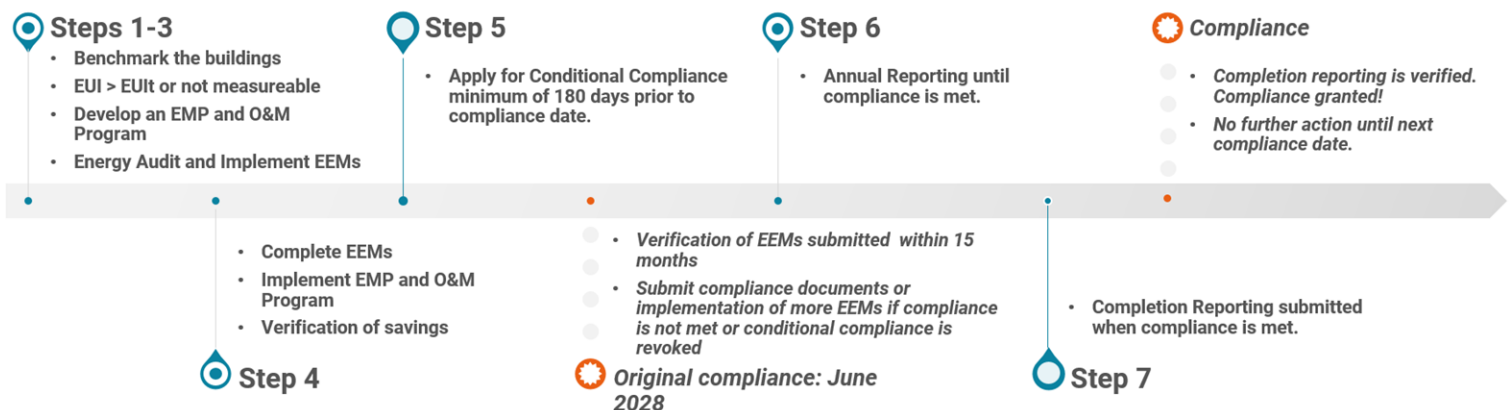 Steps 1-3
• Benchmark the buildings
• EUI > EUIt or not measureable
• Develop an EMP and O&M
Program
• Energy Audit and Implement EEMs
• Complete EEMs
• Implement EMP and O&M
Program
• Verification of savings
Step 4
Step 5
• Apply for Conditional Compliance
minimum of 180 days prior to
compliance date.
• Verification of EEMs submitted within 15
months
• Submit compliance documents or
implementation of more EEMs if compliance
is not met or conditional compliance is
revoked
Original compliance: June
2028
Step 6
• Annual Reporting until
compliance is met.
• Completion Reporting submitted
when compliance is met.
Step 7
Compliance
• Completion reporting is verified.
Compliance granted!
• No further action until next
compliance date.